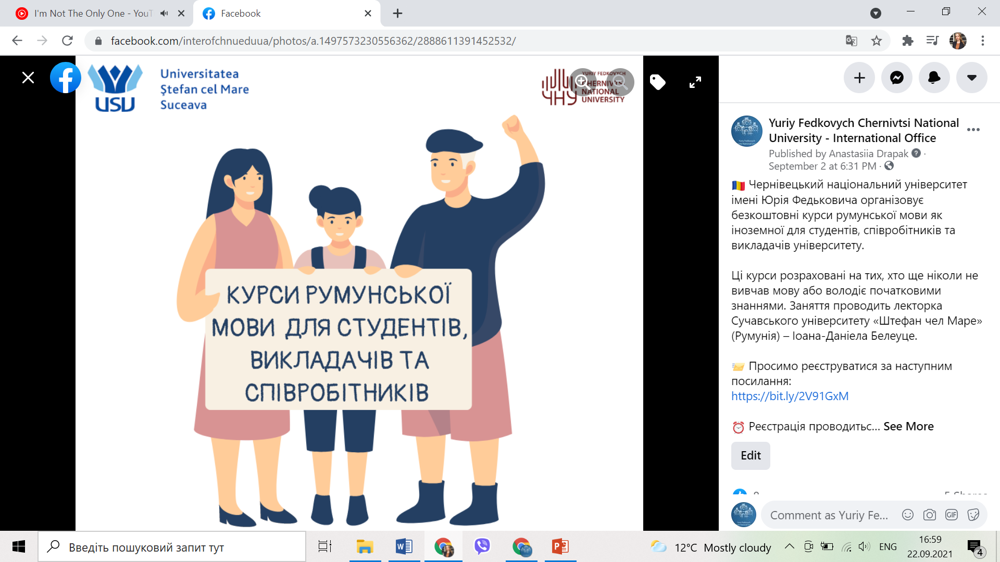 I'm Not The Only One - YouT
Facebook
facebook.com/interofchnueduua/photos/a.1497573230556362/2888611391452532/
USU
Universitatea
Ştefan cel Mare
Suceava
ЧНУ
YURIY FEDKOVYCH
CHERNIVTSI
NATIONAL
UNIVERSITY
КУРСИ РУМУНСЬКОЇ
МОВИ ДЛЯ СТУДЕНТІВ,
ВИКЛАДАЧІВ ТА
СПІВРОБІТНИКІВ
Yuriy Fedkovych Chernivtsi National
University - International Office
Published by Anastasiia Drapak ·
September 2 at 6:31 PM ·
🇷🇴 Чернівецький національний університет
імені Юрія Федьковича організовує
безкоштовні курси румунської мови як
іноземної для студентів, співробітників та
викладачів університету.
Ці курси розраховані на тих, хто ще ніколи не
вивчав мову або володіє початковими
знаннями. Заняття проводить лекторка
Сучавського університету «Штефан чел Маре»
(Румунія) – Іоана-Даніела Белеуце.
📨 Просимо реєструватися за наступним
посилання:
https://bit.ly/2V91GxM
⏰ Реєстрація проводитьс... See More
Edit
5 Shares
Comment as Yuriy Fe...
GIF
Введіть пошуковий запит тут
12°C Mostly cloudy
ENG
16:59
22.09.2021
4